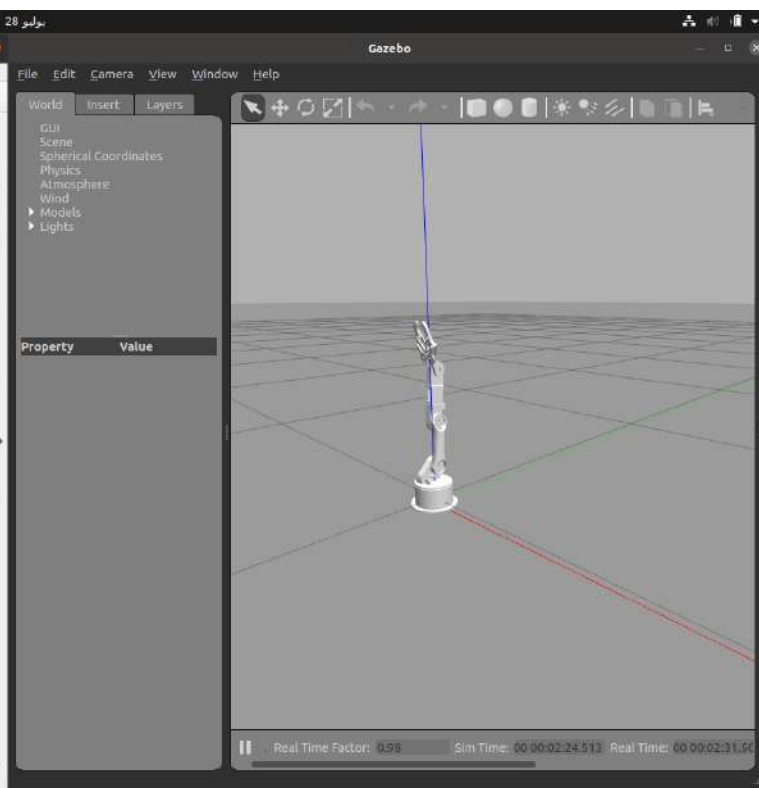 28 يوليو
Gazebo
File Edit Camera View Window Help
World Insert Layers
GUI
Scene
Spherical Coordinates
Physics
Atmosphere
Wind
Models
Lights
Property Value
Real Time Factor: 0.98 Sim Time: 00 00:02:24.513 Real Time: 00 00:02:31.50